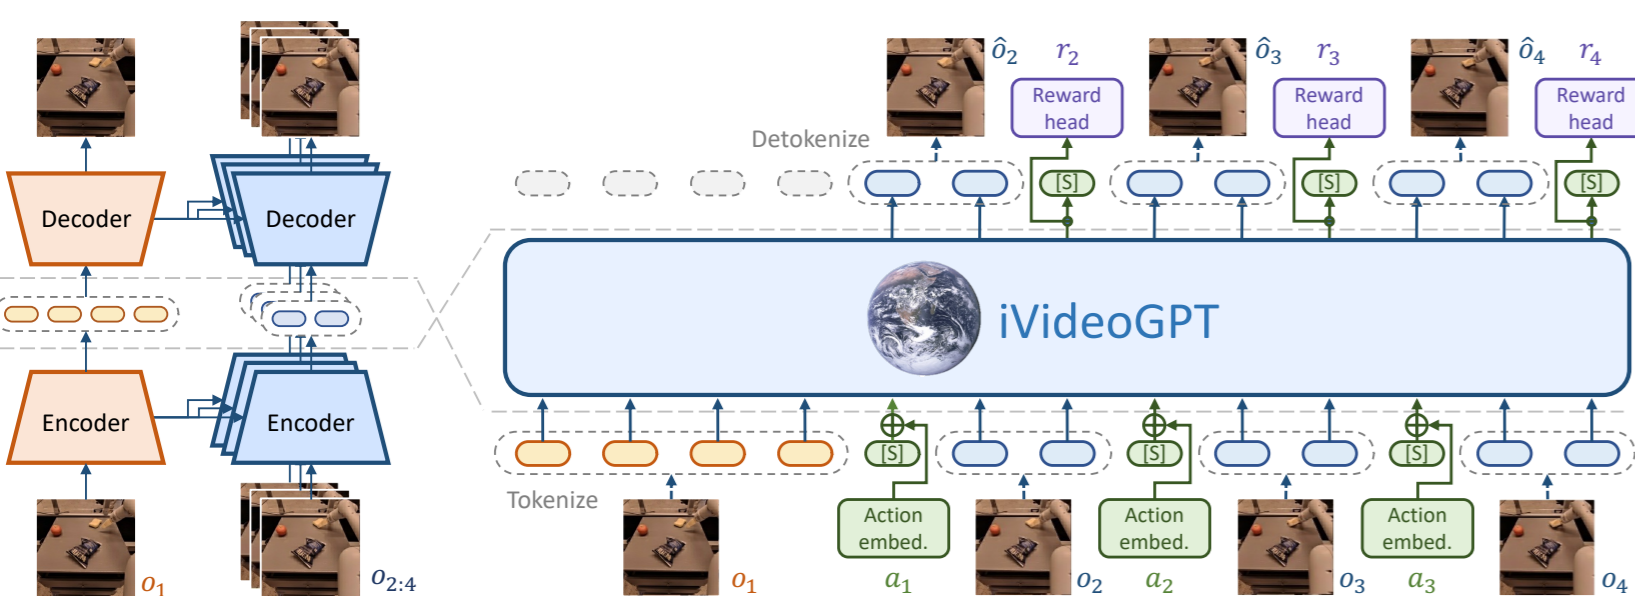 Decoder
Decoder
Encoder
Encoder
o₁
o₂:₄
ô₂
r₂
ô₃
r₃
ô₄
r₄
Reward
head
Reward
head
Reward
head
Detokenize
[S]
[S]
[S]
iVideoGPT
[S]
[S]
[S]
Tokenize
Action
embed.
Action
embed.
Action
embed.
o₁
a₁
o₂
a₂
o₃
a₃
o₄